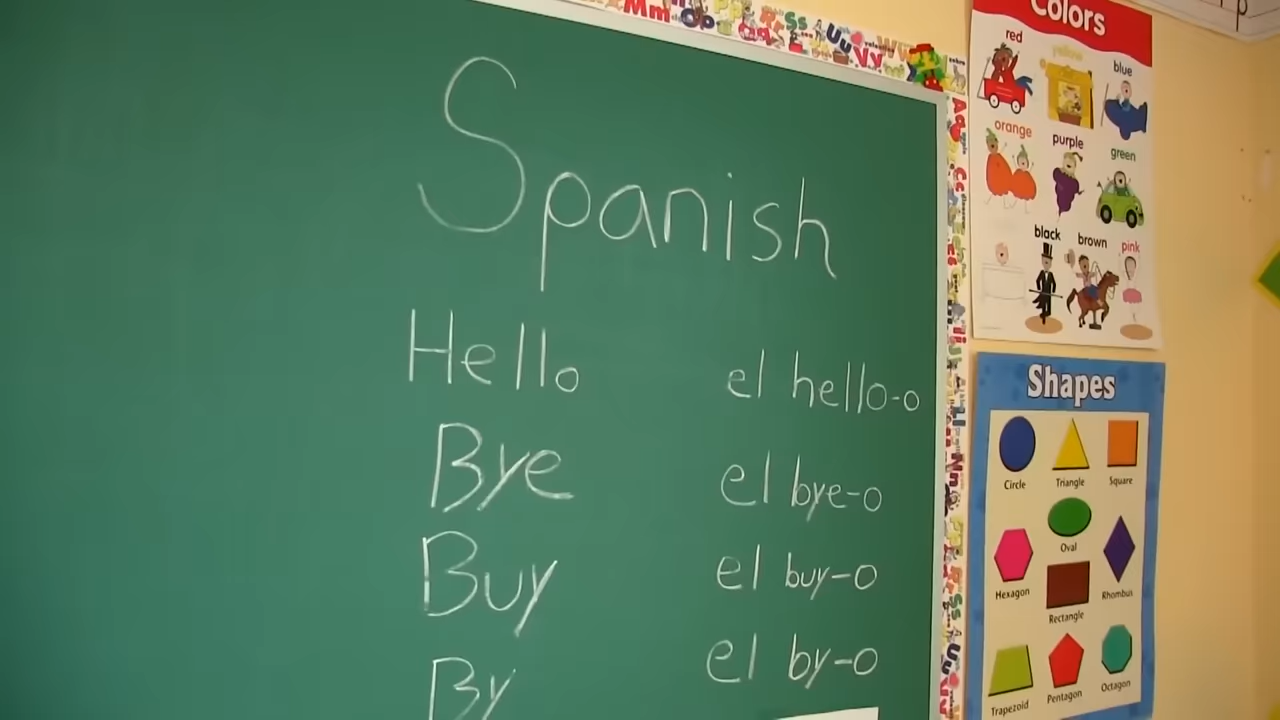 Spanish
Hello el hello-o
Bye el bye-o
Buy el buy-o
By el by-o
Colors
red yellow blue
orange purple green
black brown pink
Shapes
Circle Triangle Square
Oval
Hexagon Rectangle Rhombus
Trapezoid Pentagon Octagon